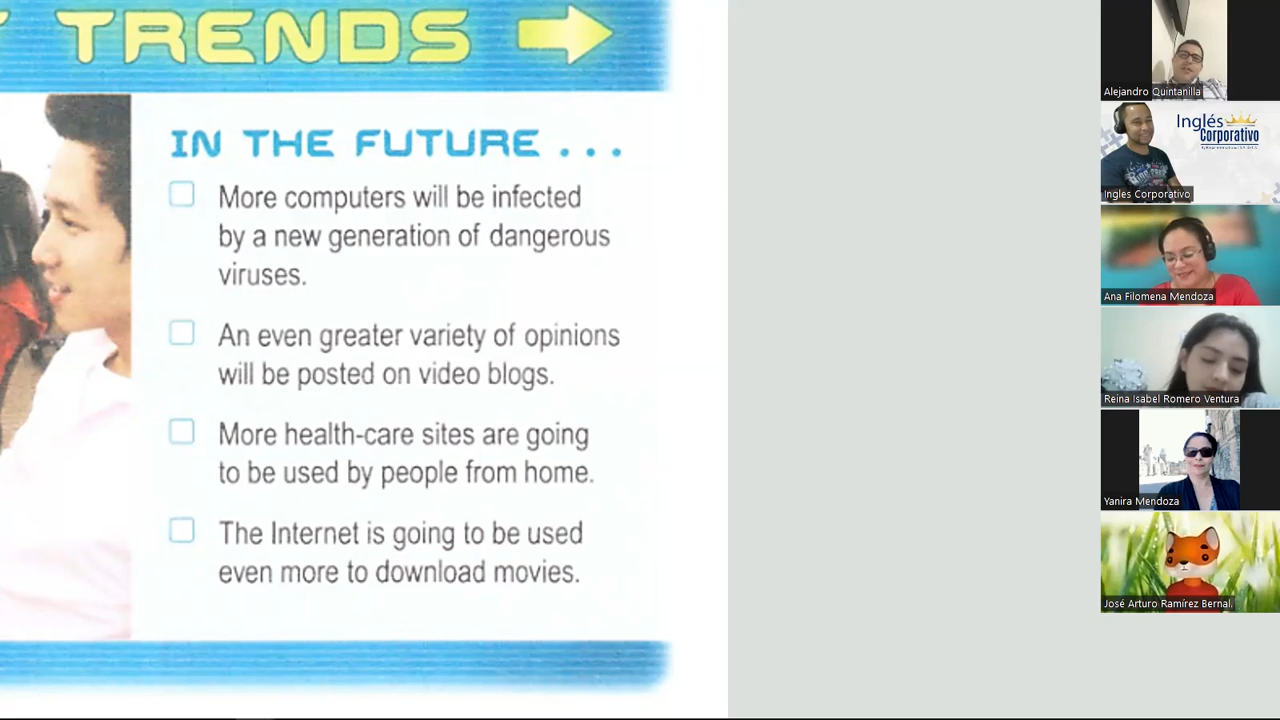 TRENDS
IN THE FUTURE . . .
More computers will be infected
by a new generation of dangerous
viruses.
An even greater variety of opinions
will be posted on video blogs.
More health-care sites are going
to be used by people from home.
The Internet is going to be used
even more to download movies.
Alejandro Quintanilla
Inglés
Corporativo
Ingles Corporativo
Ana Filomena Mendoza
Reina Isabel Romero Ventura
Yanira Mendoza
José Arturo Ramírez Bernal.